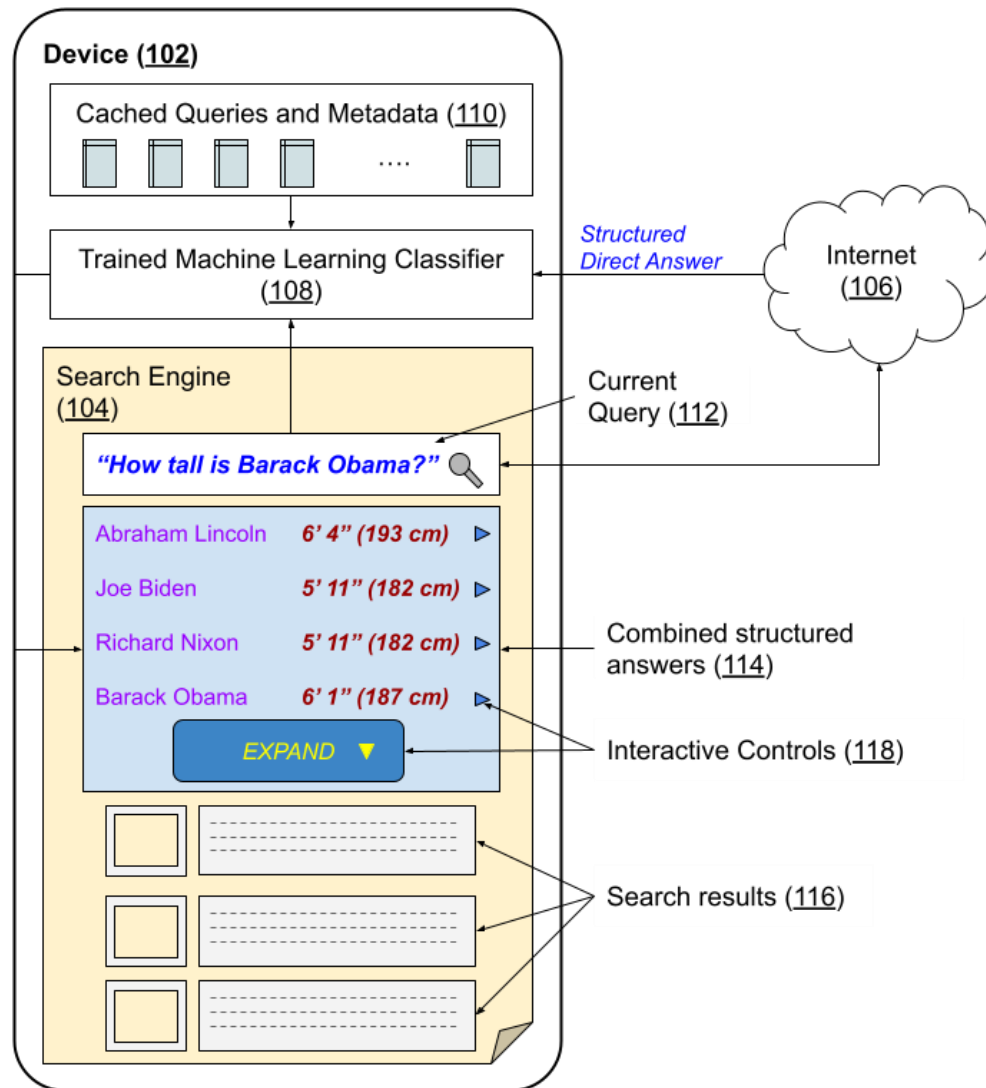 Device (102)
Cached Queries and Metadata (110)
....
Trained Machine Learning Classifier
(108)
Structured
Direct Answer
Internet
(106)
Search Engine
(104)
Current
Query (112)
“How tall is Barack Obama?”
Abraham Lincoln 6’ 4” (193 cm)
Joe Biden 5’ 11” (182 cm)
Richard Nixon 5’ 11” (182 cm)
Barack Obama 6’ 1” (187 cm)
EXPAND ▼
Combined structured
answers (114)
Interactive Controls (118)
Search results (116)